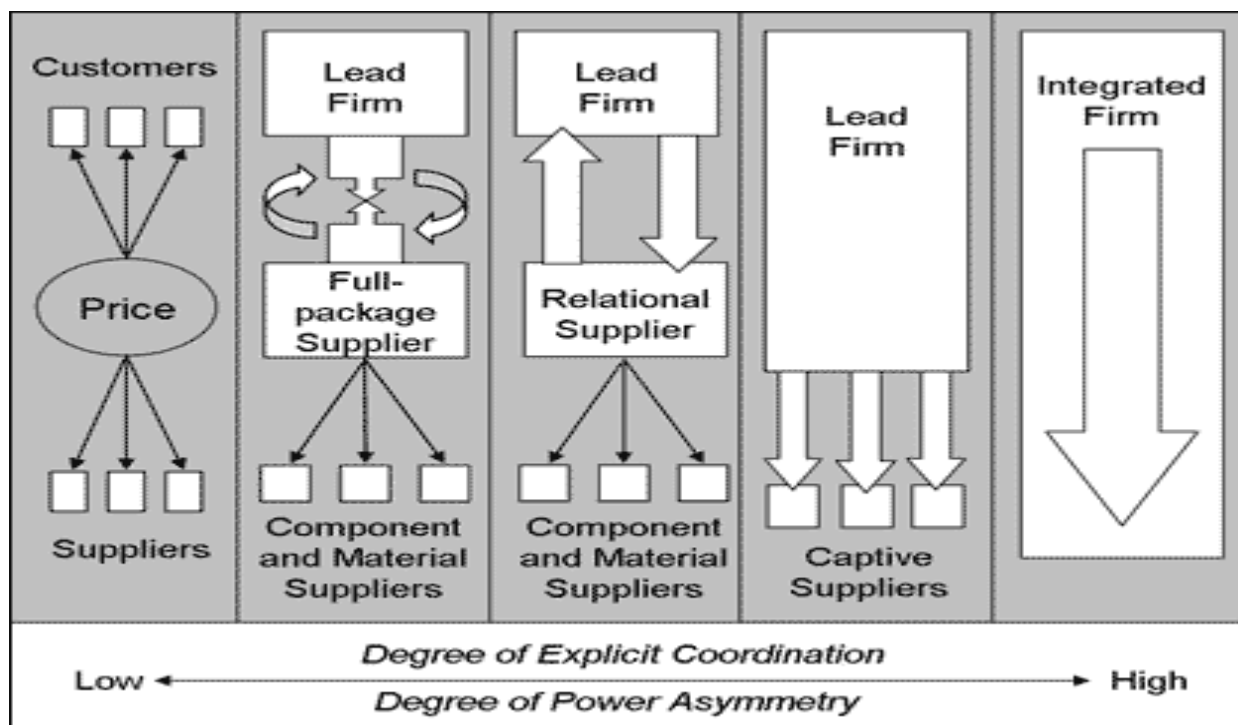 Customers
Price
Suppliers
Lead
Firm
Full-
package
Supplier
Component
and Material
Suppliers
Lead
Firm
Relational
Supplier
Component
and Material
Suppliers
Lead
Firm
Captive
Suppliers
Integrated
Firm
Degree of Explicit Coordination
Low
High
Degree of Power Asymmetry